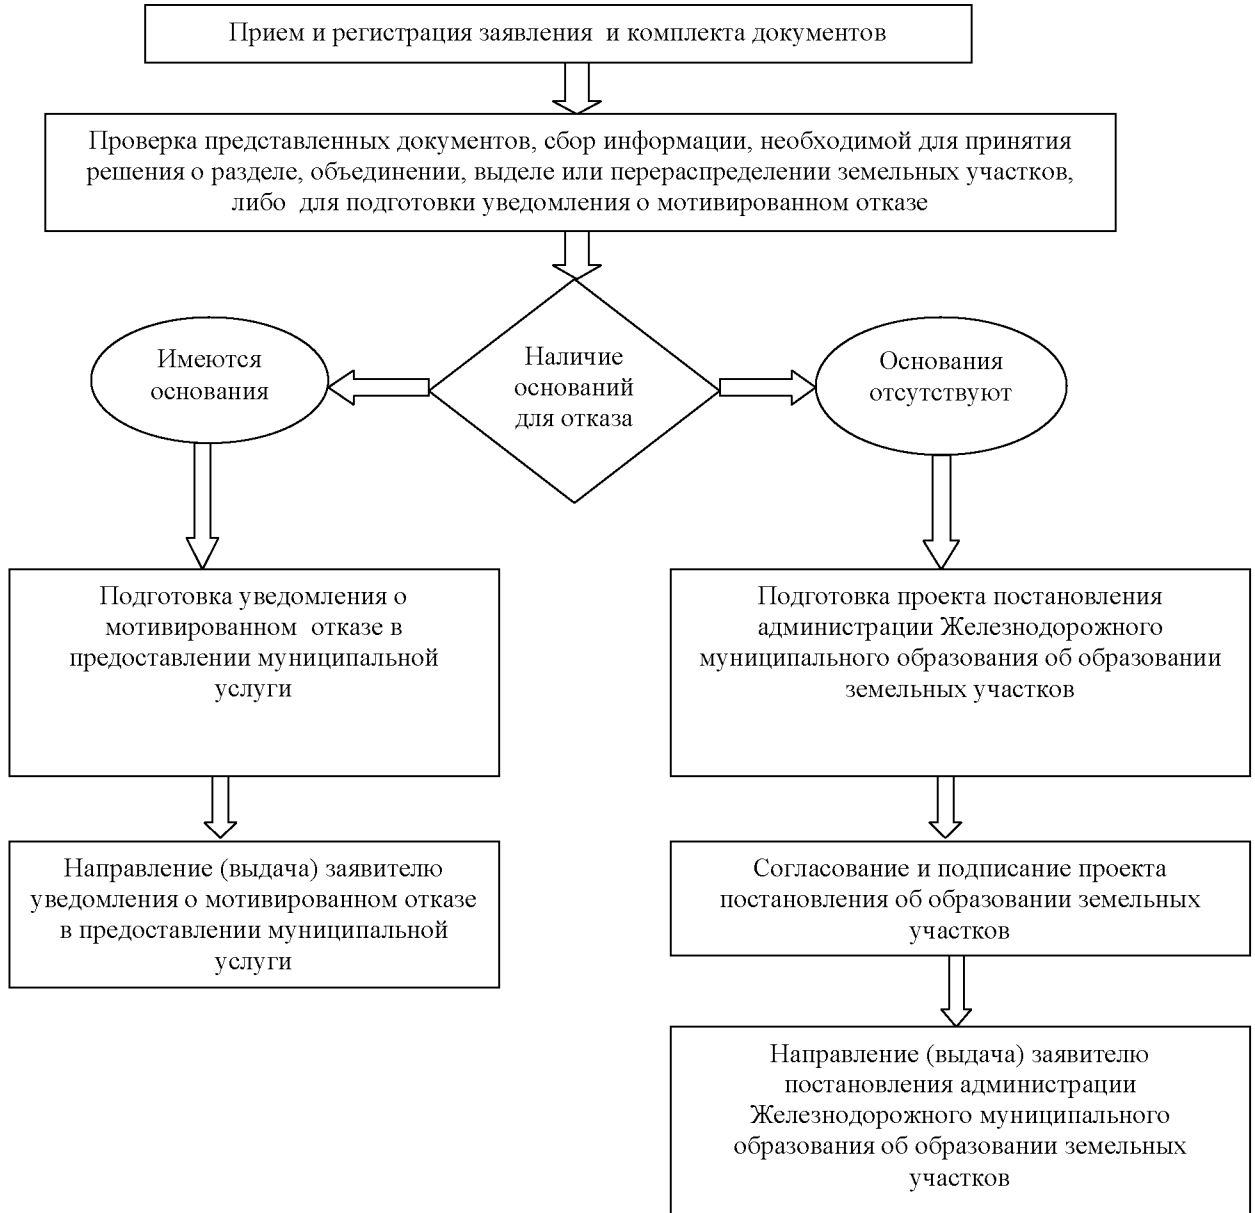 Прием и регистрация заявления  и комплекта документов
Проверка представленных документов, сбор информации, необходимой для принятия
решения о разделе, объединении, выделе или перераспределении земельных участков,
либо  для подготовки уведомления о мотивированном отказе
Имеются
основания
Наличие
оснований
для отказа
Основания
отсутствуют
Подготовка уведомления о
мотивированном  отказе в
предоставлении муниципальной
услуги
Подготовка проекта постановления
администрации Железнодорожного
муниципального образования об образовании
земельных участков
Направление (выдача) заявителю
уведомления о мотивированном отказе
в предоставлении муниципальной
услуги
Согласование и подписание проекта
постановления об образовании земельных
участков
Направление (выдача) заявителю
постановления администрации
Железнодорожного муниципального
образования об образовании земельных
участков